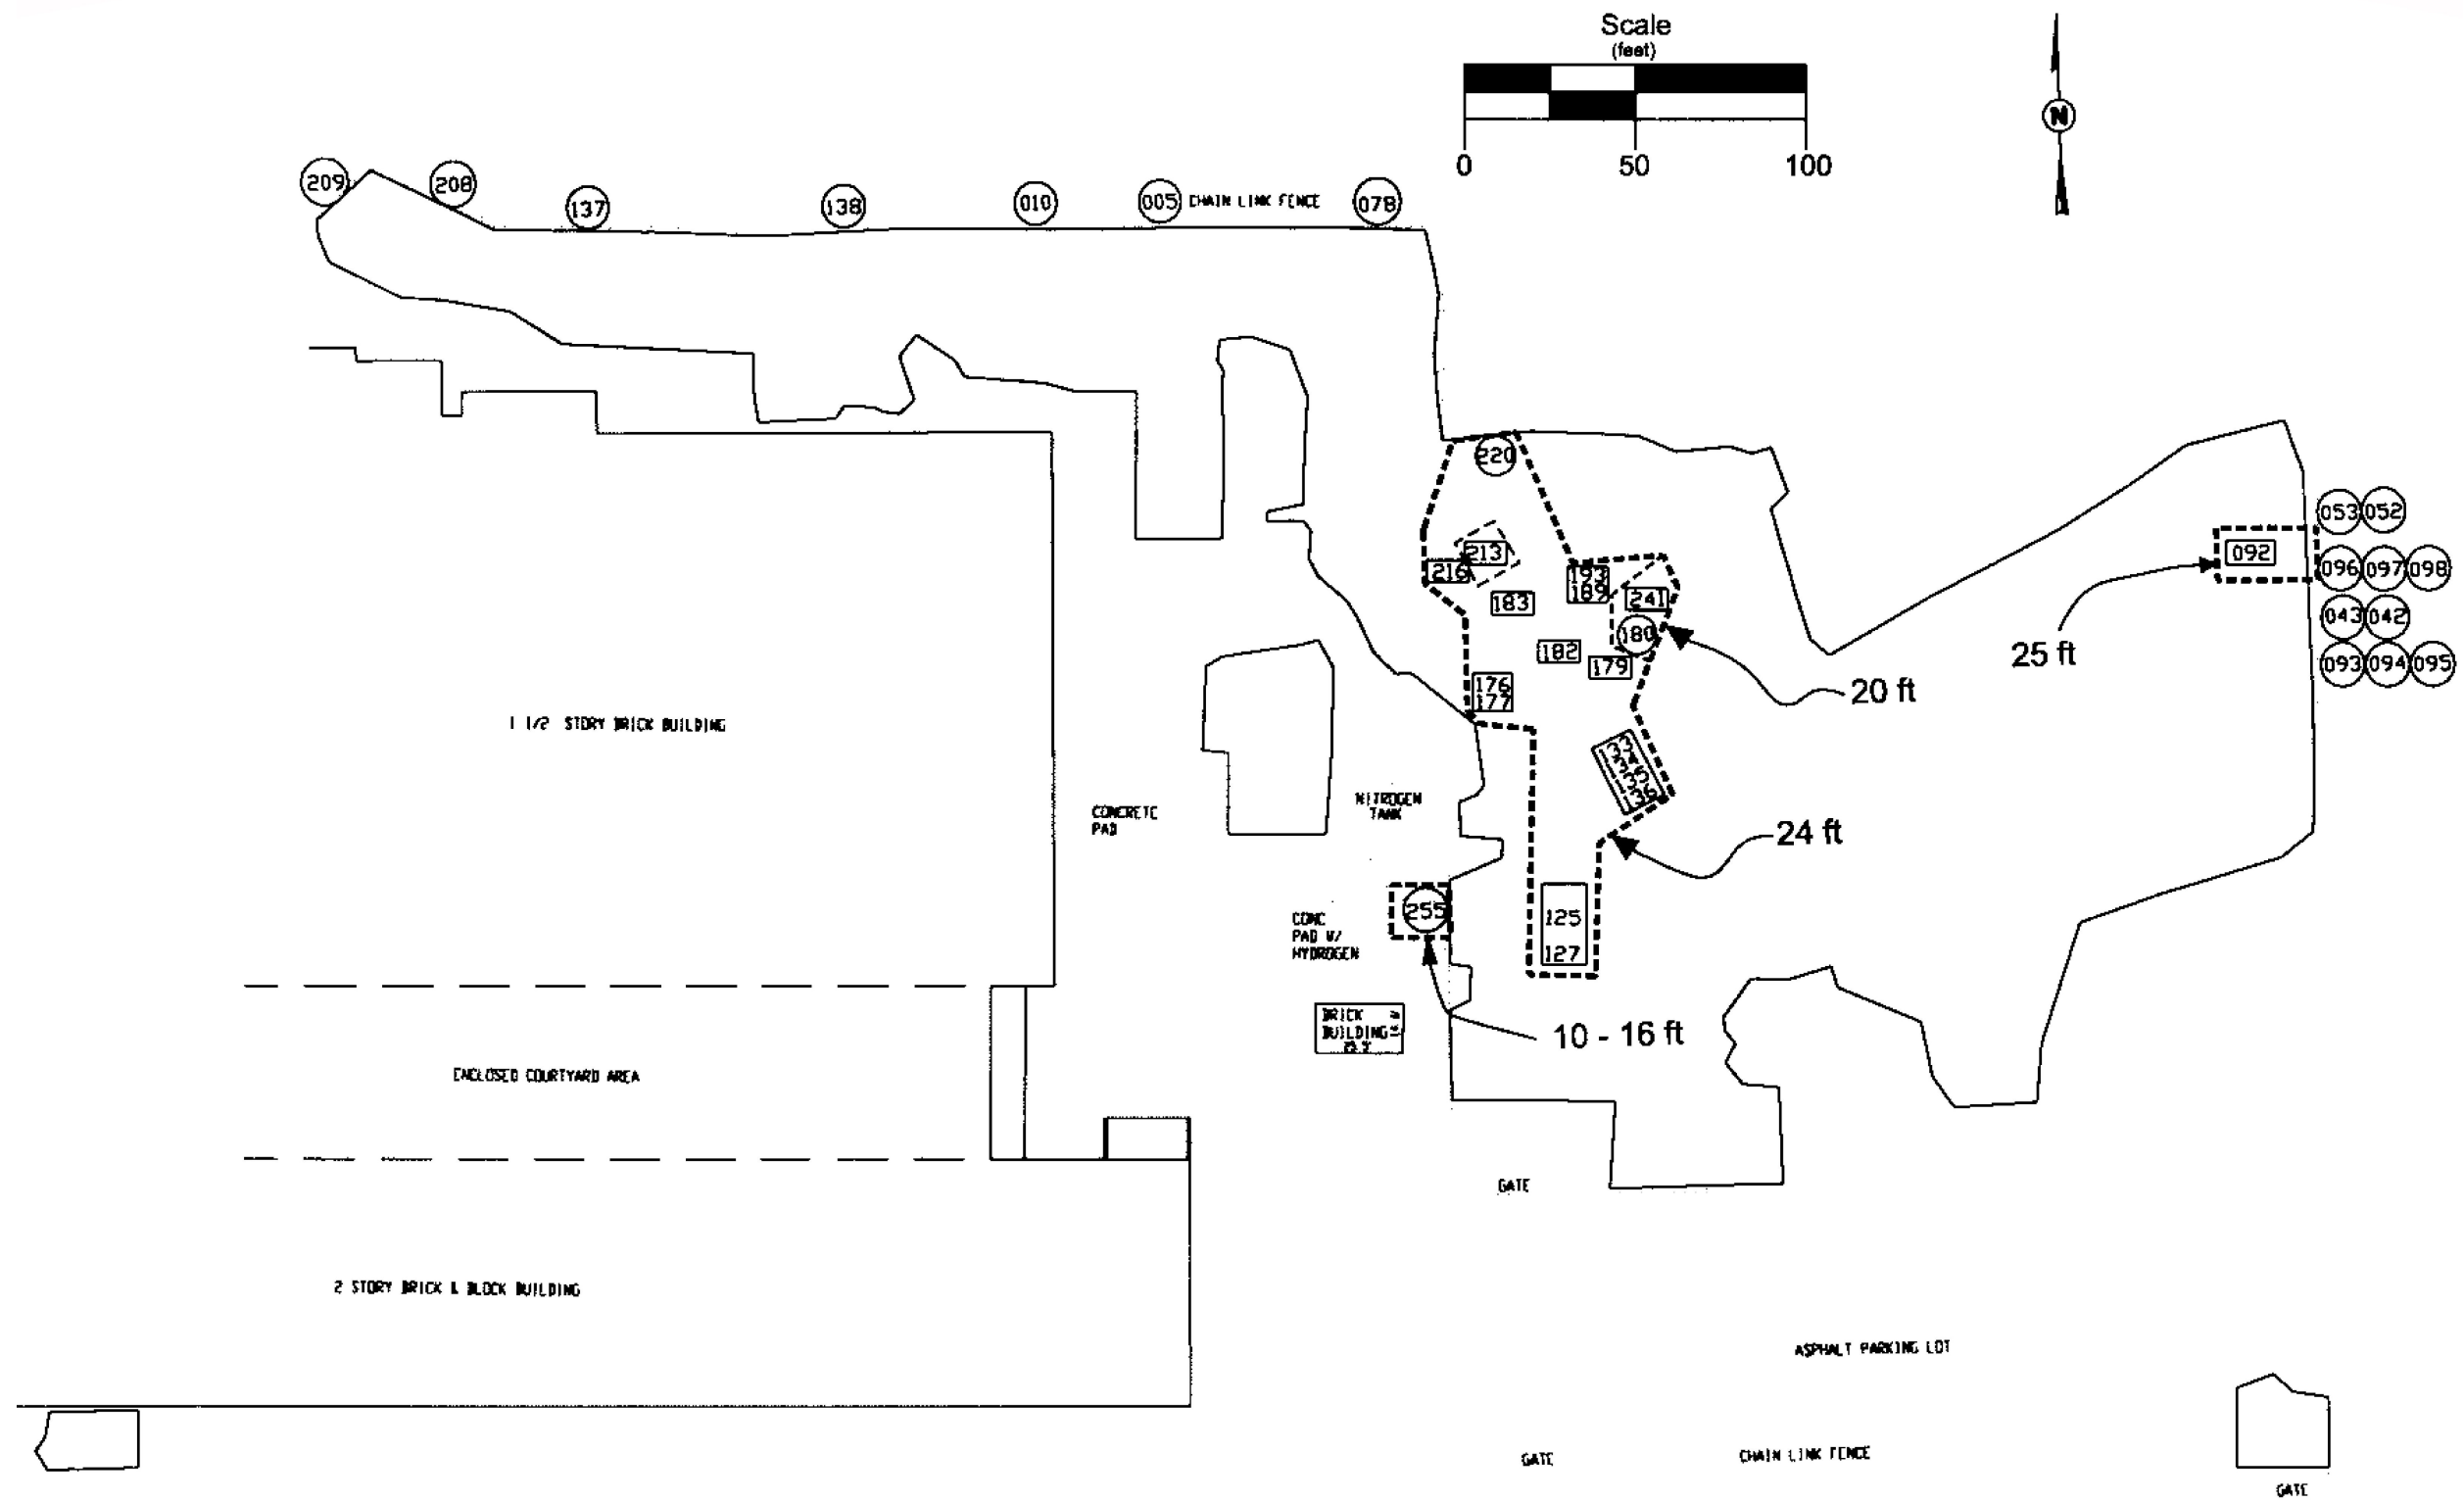 Scale
(feet)
0 50 100
N
209 208 137 138 010 005 CHAIN LINK FENCE 078
220
053 052
213
092
216
193
189
096 097 098
183
241
043 042
180
182
179
093 094 095
25 ft
176
177
20 ft
1 1/2 STORY BRICK BUILDING
133
134
135
136
NITROGEN
TANK
CONCRETE
PAD
24 ft
255
125
127
CONC
PAD W/
HYDROGEN
BRICK
BUILDING
10 - 16 ft
ENCLOSED COURTYARD AREA
GATE
2 STORY BRICK & BLOCK BUILDING
ASPHALT PARKING LOT
GATE
CHAIN LINK FENCE
GATE